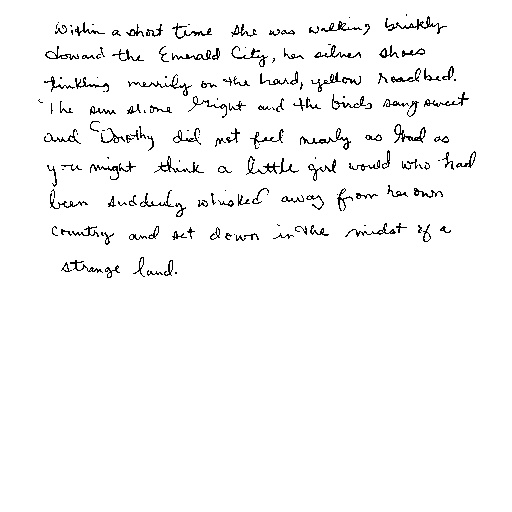 Within a short time she was walking briskly
toward the Emerald City, her silver shoes
tinkling merrily on the hard, yellow roadbed.
The sun shone bright and the birds sang sweet
and Dorothy did not feel nearly as bad as
you might think a little girl would who had
been suddenly whisked away from her own
country and set down in the midst of a
strange land.